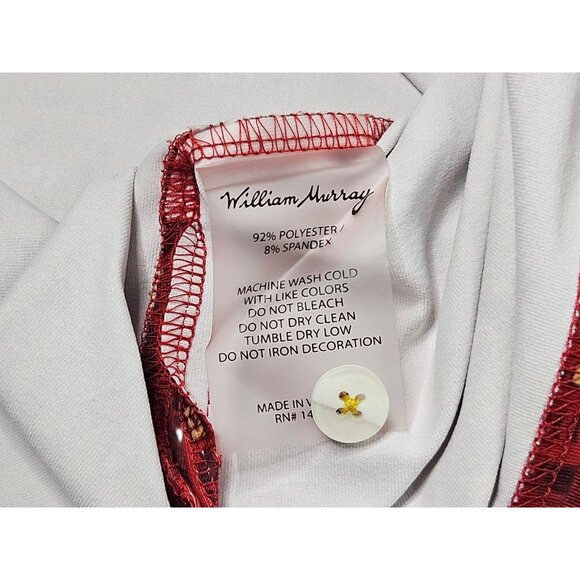 William Murray
92% POLYESTER /
8% SPANDEX
MACHINE WASH COLD
WITH LIKE COLORS
DO NOT BLEACH
DO NOT DRY CLEAN
TUMBLE DRY LOW
DO NOT IRON DECORATION
MADE IN
RN#